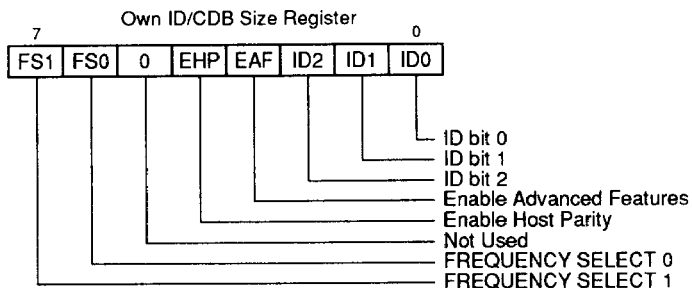 Own ID/CDB Size Register
7 0
FS1 FS0 0 EHP EAF ID2 ID1 ID0
ID bit 0
ID bit 1
ID bit 2
Enable Advanced Features
Enable Host Parity
Not Used
FREQUENCY SELECT 0
FREQUENCY SELECT 1